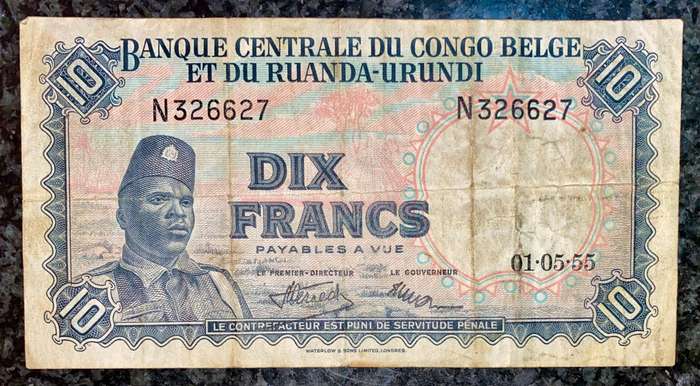 10 10
BANQUE CENTRALE DU CONGO BELGE
ET DU RUANDA-URUNDI
N326627 N326627
DIX
FRANCS
PAYABLES A VUE
LE PREMIER-DIRECTEUR LE GOUVERNEUR
01·05·55
10 10
LE CONTREFACTEUR EST PUNI DE SERVITUDE PÉNALE
WATERLOW & SONS LIMITED, LONDRES.